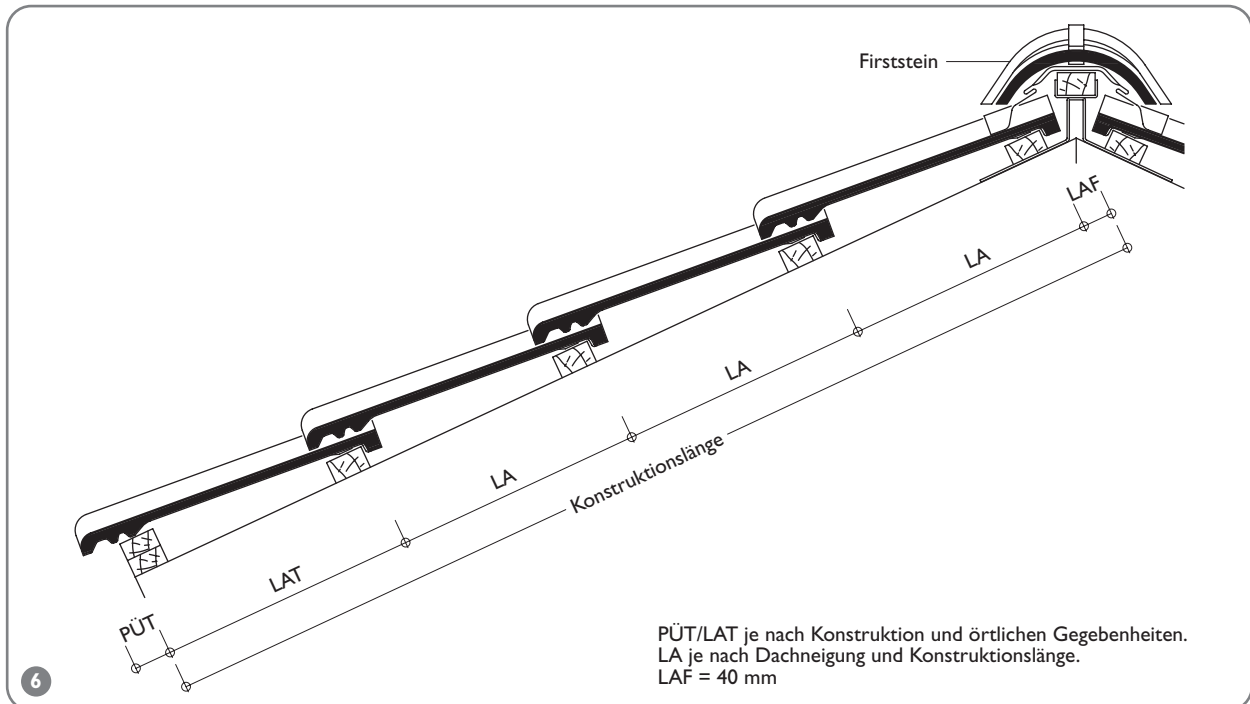 Firststein
LAF
LA
LA
LA
Konstruktionslänge
LAT
PÜT
PÜT/LAT je nach Konstruktion und örtlichen Gegebenheiten.
LA je nach Dachneigung und Konstruktionslänge.
LAF = 40 mm
6